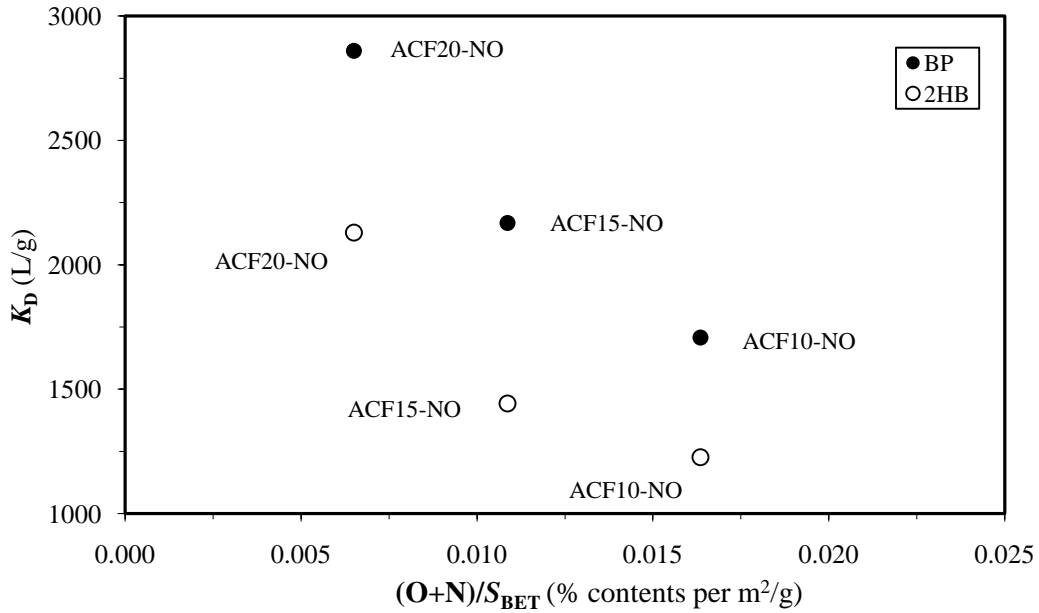 3000
2500
2000
1500
1000
K_D (L/g)
ACF20-NO
BP
2HB
ACF15-NO
ACF20-NO
ACF10-NO
ACF15-NO
ACF10-NO
0.000 0.005 0.010 0.015 0.020 0.025
(O+N)/S_BET (% contents per m²/g)